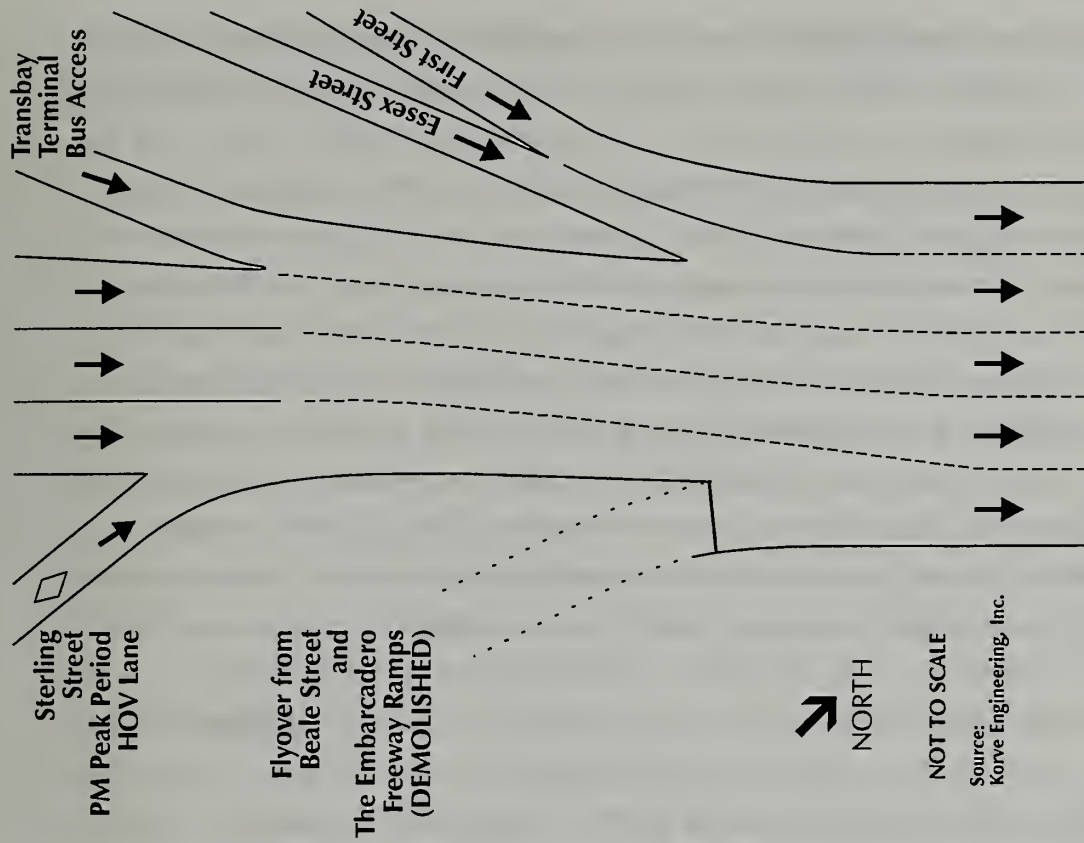 Transbay
Terminal
Bus Access
First Street
Essex Street
Sterling
Street
PM Peak Period
HOV Lane
Flyover from
Beale Street
and
The Embarcadero
Freeway Ramps
(DEMOLISHED)
NORTH
NOT TO SCALE
Source:
Korve Engineering, Inc.